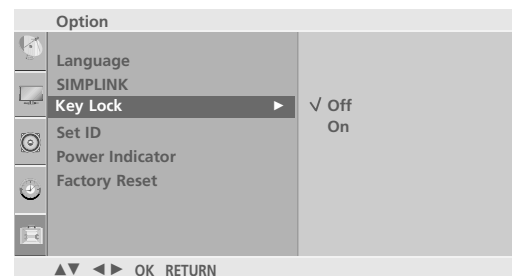 Option
Language
SIMPLINK
Key Lock ► √ Off
Set ID On
Power Indicator
Factory Reset
▲▼ ◄► OK RETURN